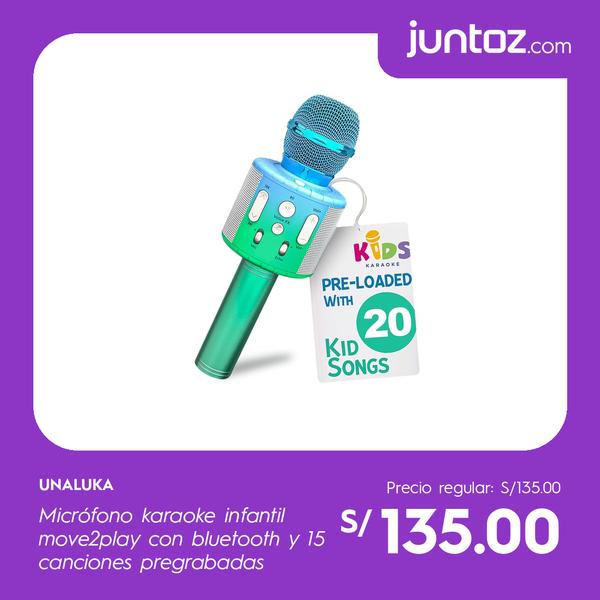 juntoz.com
KiDS
KARAOKE
PRE-LOADED
WITH 20
KID
SONGS
UNALUKA
Micrófono karaoke infantil
move2play con bluetooth y 15
canciones pregrabadas
Precio regular: S/135.00
S/ 135.00